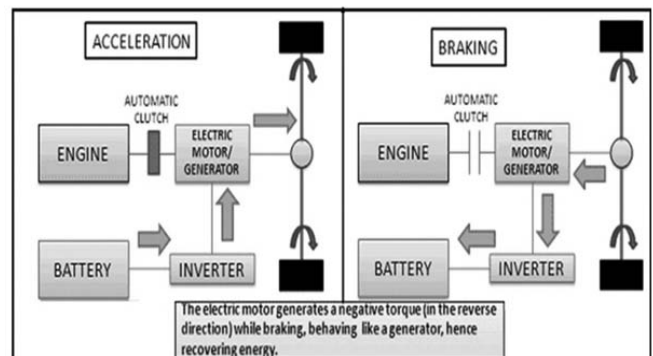 ACCELERATION
AUTOMATIC
CLUTCH
ENGINE
ELECTRIC
MOTOR/
GENERATOR
BATTERY
INVERTER
BRAKING
AUTOMATIC
CLUTCH
ENGINE
ELECTRIC
MOTOR/
GENERATOR
BATTERY
INVERTER
The electric motor generates a negative torque (in the reverse
direction) while braking, behaving like a generator, hence
recovering energy.